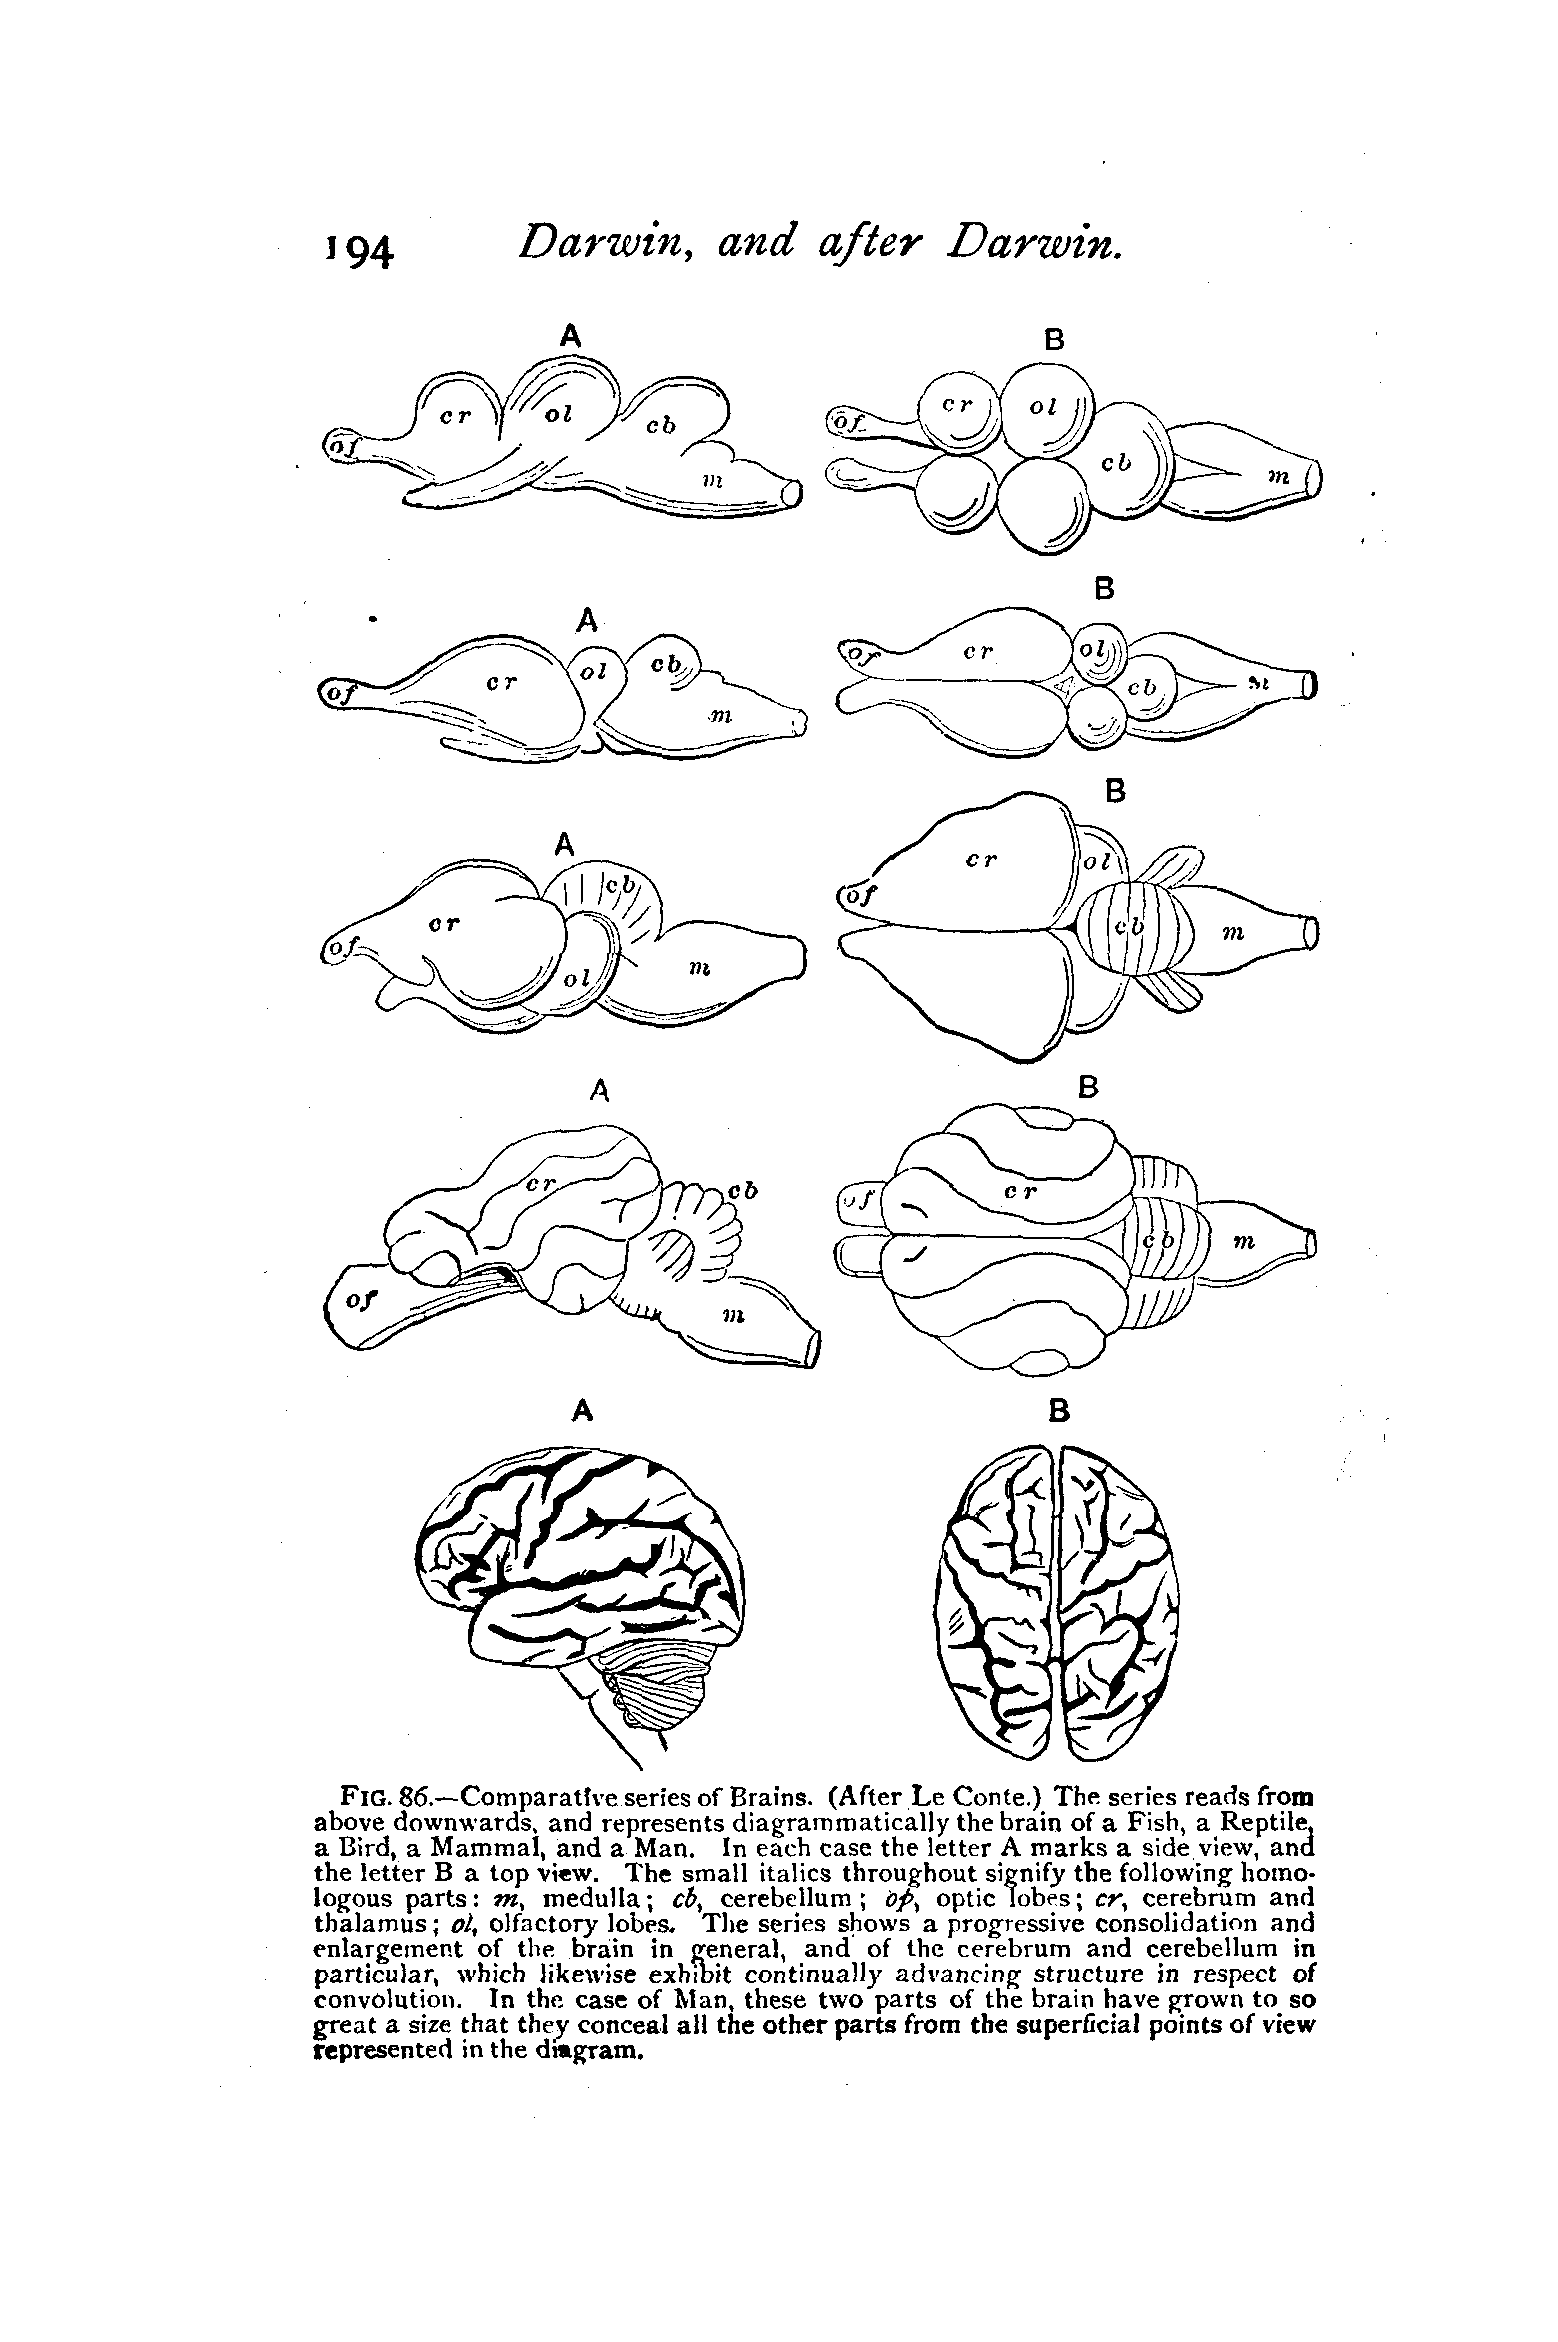 194 Darwin, and after Darwin.
A B
of cr ol cb m of cr ol cb m
B
A
of cr ol cb m of cr ol cb m
B
A
of cr ol cb m of cr ol cb m
A B
of cr cb m of cr cb m
A B
FIG. 86.—Comparative series of Brains. (After Le Conte.) The series reads from
above downwards, and represents diagrammatically the brain of a Fish, a Reptile,
a Bird, a Mammal, and a Man. In each case the letter A marks a side view, and
the letter B a top view. The small italics throughout signify the following homo-
logous parts: m, medulla; cb, cerebellum; op, optic lobes; cr, cerebrum and
thalamus; ol, olfactory lobes. The series shows a progressive consolidation and
enlargement of the brain in general, and of the cerebrum and cerebellum in
particular, which likewise exhibit continually advancing structure in respect of
convolution. In the case of Man, these two parts of the brain have grown to so
great a size that they conceal all the other parts from the superficial points of view
represented in the diagram.